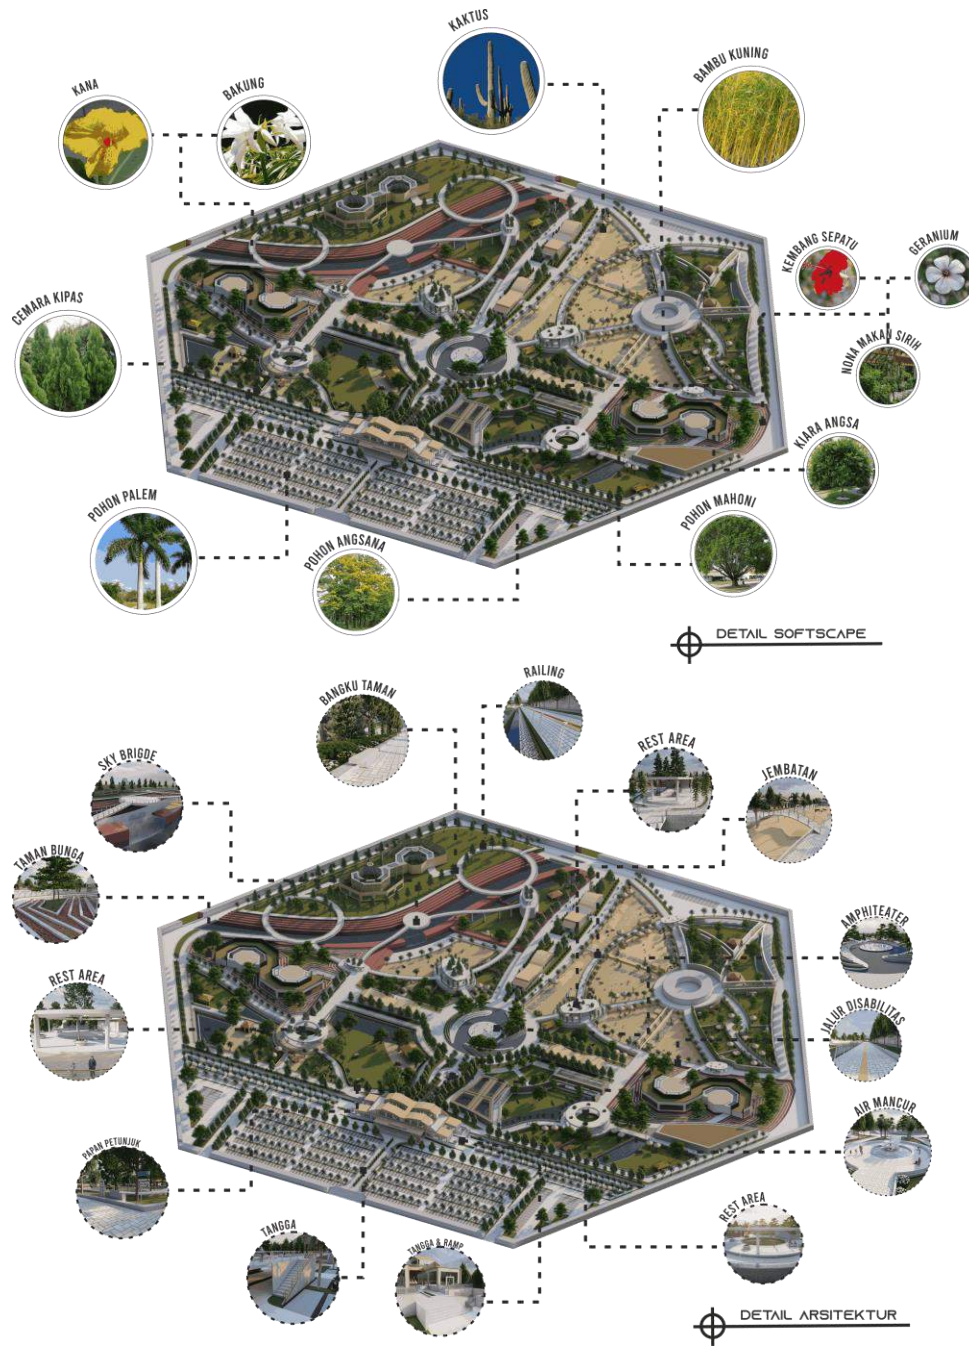 KAKTUS
BAMBU KUNING
KANA
BAKUNG
KEMBANG SEPATU
GERANIUM
CEMARA KIPAS
NONA MAKAN SIRIH
KIARA ANGSA
POHON PALEM
POHON ANGSANA
POHON MAHONI
DETAIL SOFTSCAPE
BANGKU TAMAN
RAILING
SKY BRIGDE
REST AREA
JEMBATAN
TAMAN BUNGA
AMPHITEATER
REST AREA
JALUR DISABILITAS
AIR MANCUR
PAPAN PETUNJUK
TANGGA
TANGGA & RAMP
REST AREA
DETAIL ARSITEKTUR